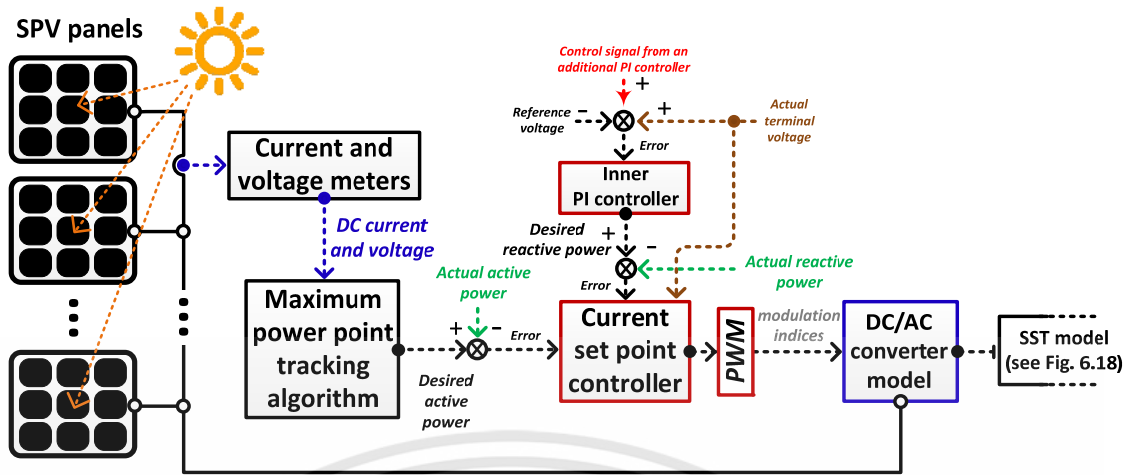 SPV panels
Control signal from an
additional PI controller
+
Reference
voltage
−
+
Actual
terminal
voltage
Error
Current and
voltage meters
Inner
PI controller
DC current
and voltage
Desired
reactive power
+
−
Actual reactive
power
Error
Actual active
power
Maximum
power point
tracking
algorithm
+
−
Error
Desired
active
power
Current
set point
controller
PWM
modulation
indices
DC/AC
converter
model
SST model
(see Fig. 6.18)